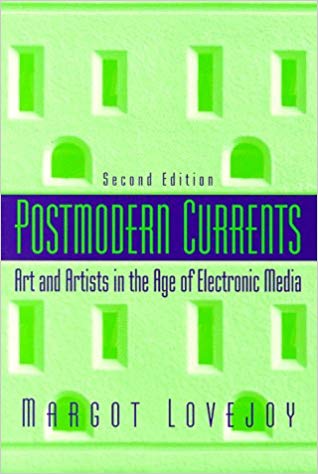 Second Edition
POSTMODERN CURRENTS
Art and Artists in the Age of Electronic Media
MARGOT LOVEJOY